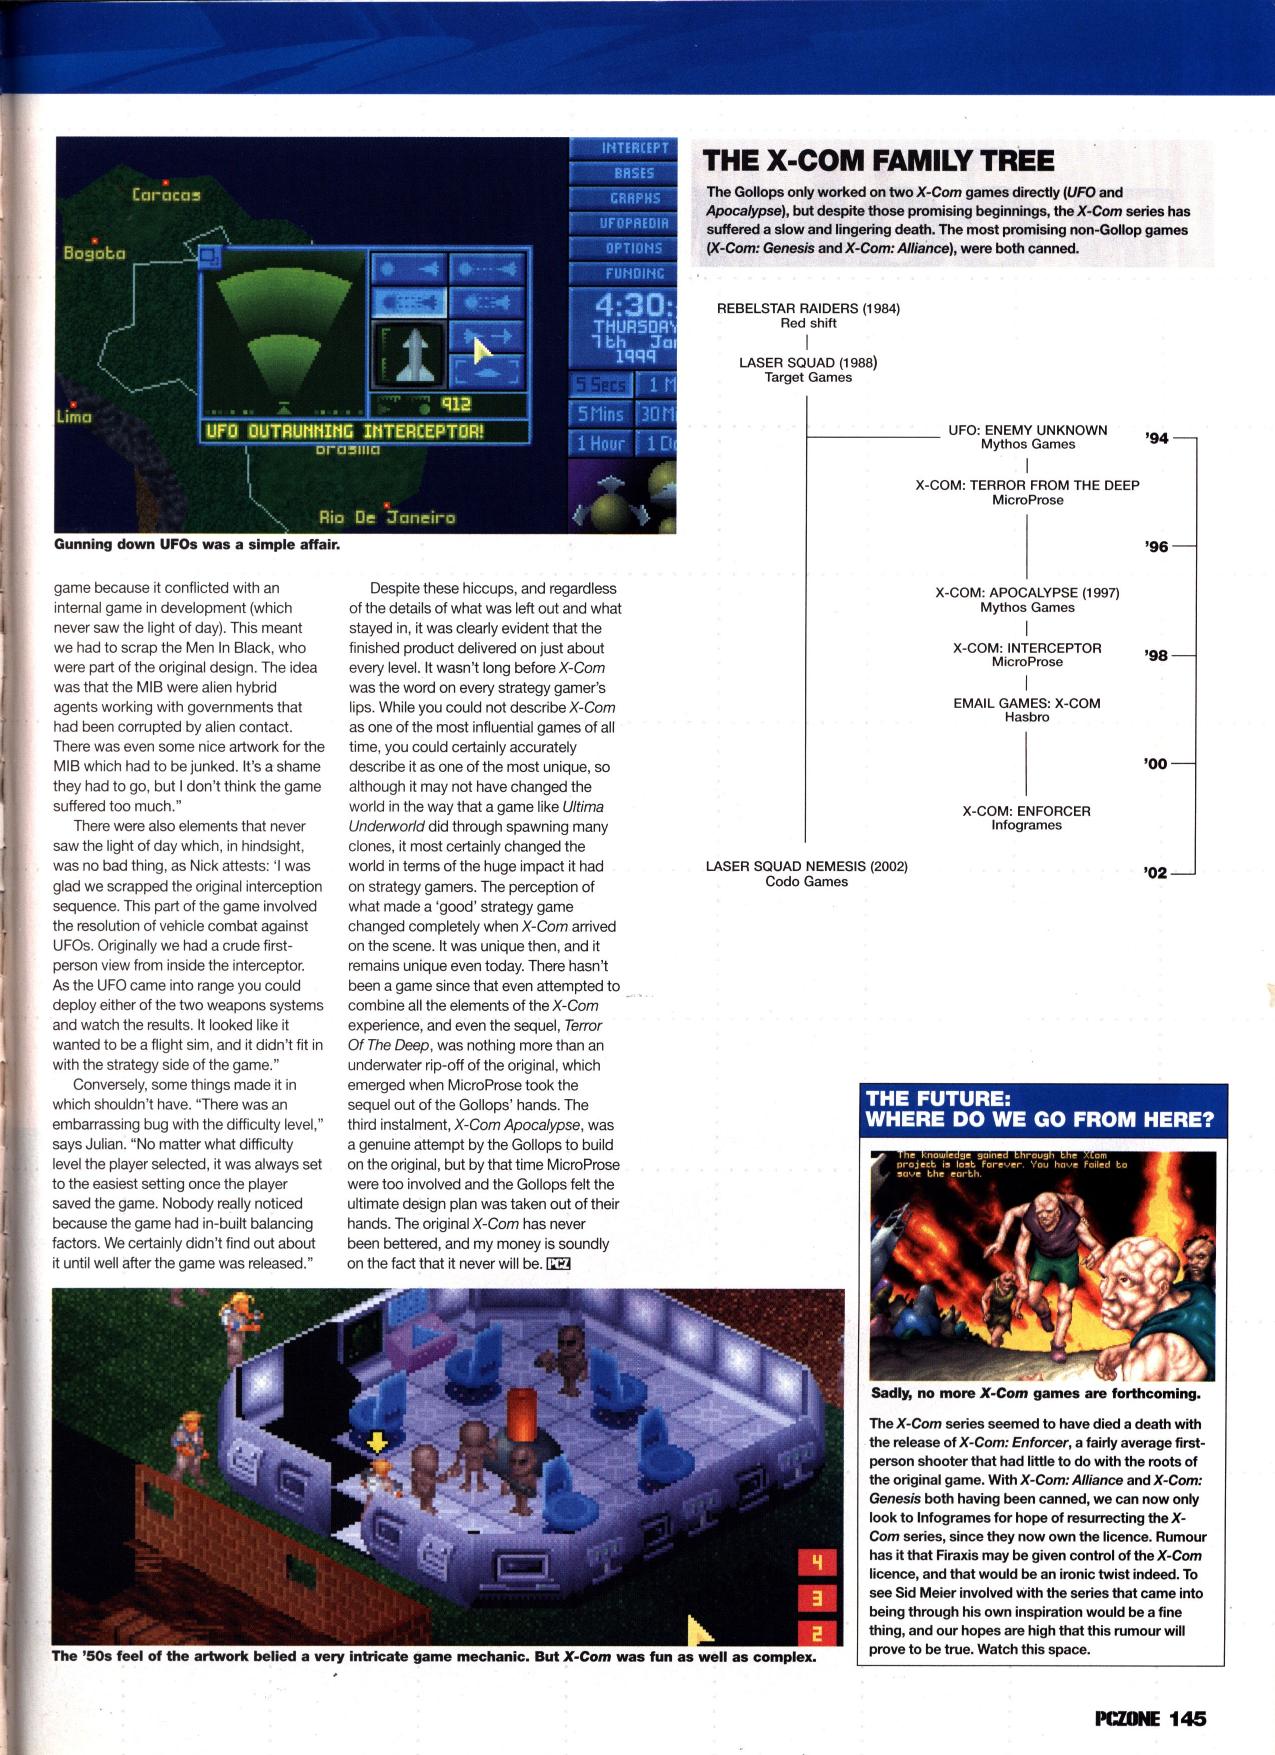 INTERCEPT
BASES
GRAPHS
UFOPAEDIA
OPTIONS
FUNDING
4:30:
THURSDAY
7th Jan
1999
5 Secs
5 Mins
30 Mi
1 Hour
Caracas
Bogota
Lima
912
UFO OUTRUNNING INTERCEPTOR!
Brasilia
Rio De Janeiro
Gunning down UFOs was a simple affair.
THE X-COM FAMILY TREE
The Gollops only worked on two X-Com games directly (UFO and
Apocalypse), but despite those promising beginnings, the X-Com series has
suffered a slow and lingering death. The most promising non-Gollop games
(X-Com: Genesis and X-Com: Alliance), were both canned.
REBELSTAR RAIDERS (1984)
Red shift
LASER SQUAD (1988)
Target Games
UFO: ENEMY UNKNOWN
Mythos Games
'94
X-COM: TERROR FROM THE DEEP
MicroProse
'96
X-COM: APOCALYPSE (1997)
Mythos Games
X-COM: INTERCEPTOR
MicroProse
'98
EMAIL GAMES: X-COM
Hasbro
'00
X-COM: ENFORCER
Infogrames
LASER SQUAD NEMESIS (2002)
Codo Games
'02
game because it conflicted with an
internal game in development (which
never saw the light of day). This meant
we had to scrap the Men In Black, who
were part of the original design. The idea
was that the MIB were alien hybrid
agents working with governments that
had been corrupted by alien contact.
There was even some nice artwork for the
MIB which had to be junked. It's a shame
they had to go, but I don't think the game
suffered too much."
There were also elements that never
saw the light of day which, in hindsight,
was no bad thing, as Nick attests: 'I was
glad we scrapped the original interception
sequence. This part of the game involved
the resolution of vehicle combat against
UFOs. Originally we had a crude first-
person view from inside the interceptor.
As the UFO came into range you could
deploy either of the two weapons systems
and watch the results. It looked like it
wanted to be a flight sim, and it didn't fit in
with the strategy side of the game."
Conversely, some things made it in
which shouldn't have. "There was an
embarrassing bug with the difficulty level,"
says Julian. "No matter what difficulty
level the player selected, it was always set
to the easiest setting once the player
saved the game. Nobody really noticed
because the game had in-built balancing
factors. We certainly didn't find out about
it until well after the game was released."
Despite these hiccups, and regardless
of the details of what was left out and what
stayed in, it was clearly evident that the
finished product delivered on just about
every level. It wasn't long before X-Com
was the word on every strategy gamer's
lips. While you could not describe X-Com
as one of the most influential games of all
time, you could certainly accurately
describe it as one of the most unique, so
although it may not have changed the
world in the way that a game like Ultima
Underworld did through spawning many
clones, it most certainly changed the
world in terms of the huge impact it had
on strategy gamers. The perception of
what made a 'good' strategy game
changed completely when X-Com arrived
on the scene. It was unique then, and it
remains unique even today. There hasn't
been a game since that even attempted to
combine all the elements of the X-Com
experience, and even the sequel, Terror
Of The Deep, was nothing more than an
underwater rip-off of the original, which
emerged when MicroProse took the
sequel out of the Gollops' hands. The
third instalment, X-Com Apocalypse, was
a genuine attempt by the Gollops to build
on the original, but by that time MicroProse
were too involved and the Gollops felt the
ultimate design plan was taken out of their
hands. The original X-Com has never
been bettered, and my money is soundly
on the fact that it never will be. PCZ
4
3
2
The '50s feel of the artwork belied a very intricate game mechanic. But X-Com was fun as well as complex.
THE FUTURE:
WHERE DO WE GO FROM HERE?
The knowledge gained through the XCom
project is lost forever. You have failed to
save the earth.
Sadly, no more X-Com games are forthcoming.
The X-Com series seemed to have died a death with
the release of X-Com: Enforcer, a fairly average first-
person shooter that had little to do with the roots of
the original game. With X-Com: Alliance and X-Com:
Genesis both having been canned, we can now only
look to Infogrames for hope of resurrecting the X-
Com series, since they now own the licence. Rumour
has it that Firaxis may be given control of the X-Com
licence, and that would be an ironic twist indeed. To
see Sid Meier involved with the series that came into
being through his own inspiration would be a fine
thing, and our hopes are high that this rumour will
prove to be true. Watch this space.
PCZONE 145